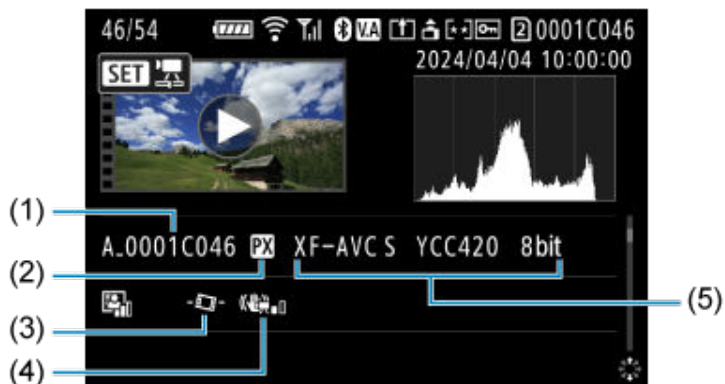 46/54 V.A 2 0001C046
SET 2024/04/04 10:00:00
(1)
A_0001C046 PX XF-AVC S YCC420 8bit
(2)
(5)
(3)
(4)